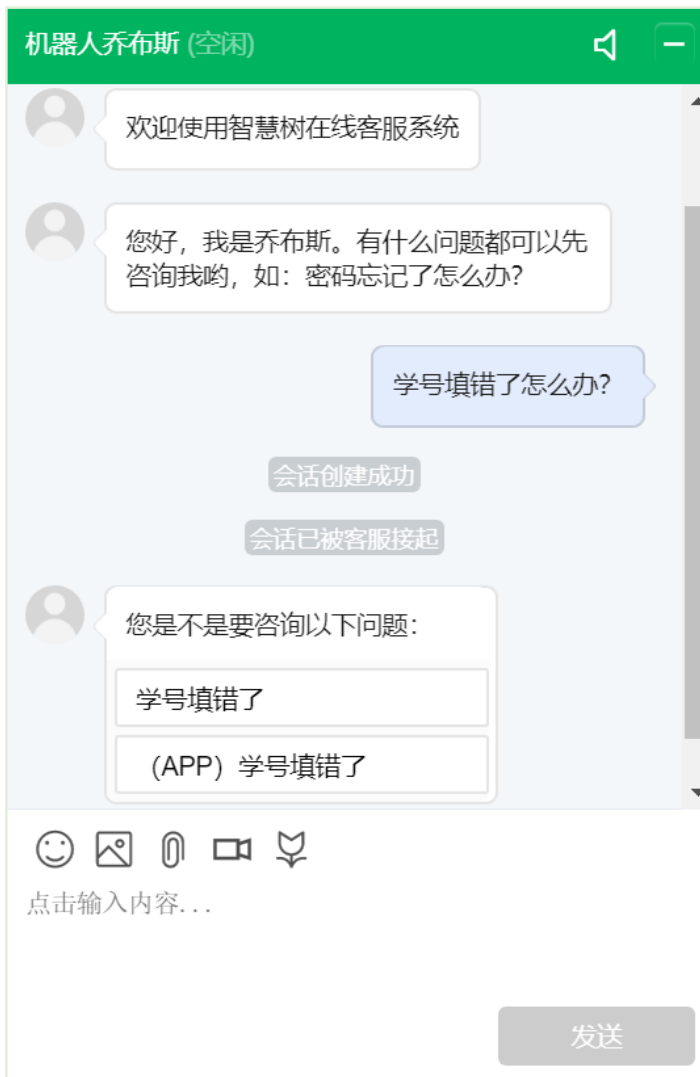 机器人乔布斯 (空闲)
欢迎使用智慧树在线客服系统
您好，我是乔布斯。有什么问题都可以先
咨询我哟，如：密码忘记了怎么办？
学号填错了怎么办？
会话创建成功
会话已被客服接起
您是不是要咨询以下问题：
学号填错了
（APP）学号填错了
点击输入内容...
发送